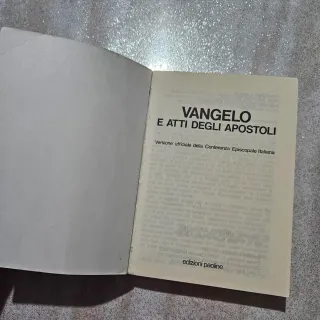 VANGELO
E ATTI DEGLI APOSTOLI
Versione ufficiale della Conferenza Episcopale Italiana
edizioni paoline